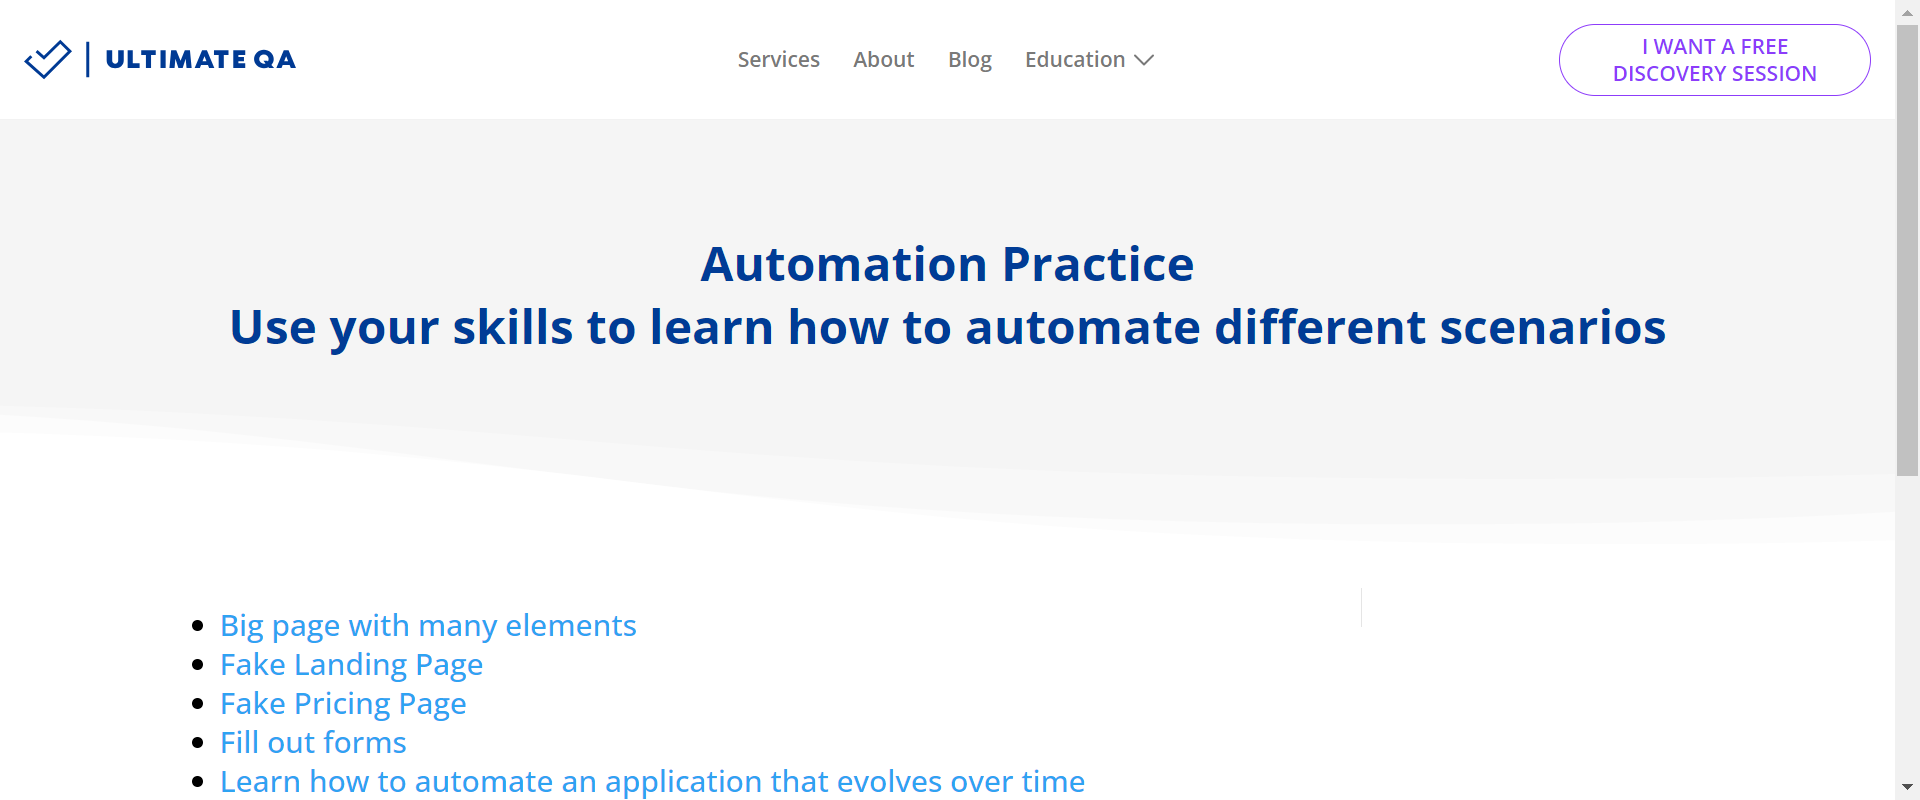 ULTIMATE QA
Services
About
Blog
Education
I WANT A FREE
DISCOVERY SESSION
Automation Practice
Use your skills to learn how to automate different scenarios
Big page with many elements
Fake Landing Page
Fake Pricing Page
Fill out forms
Learn how to automate an application that evolves over time